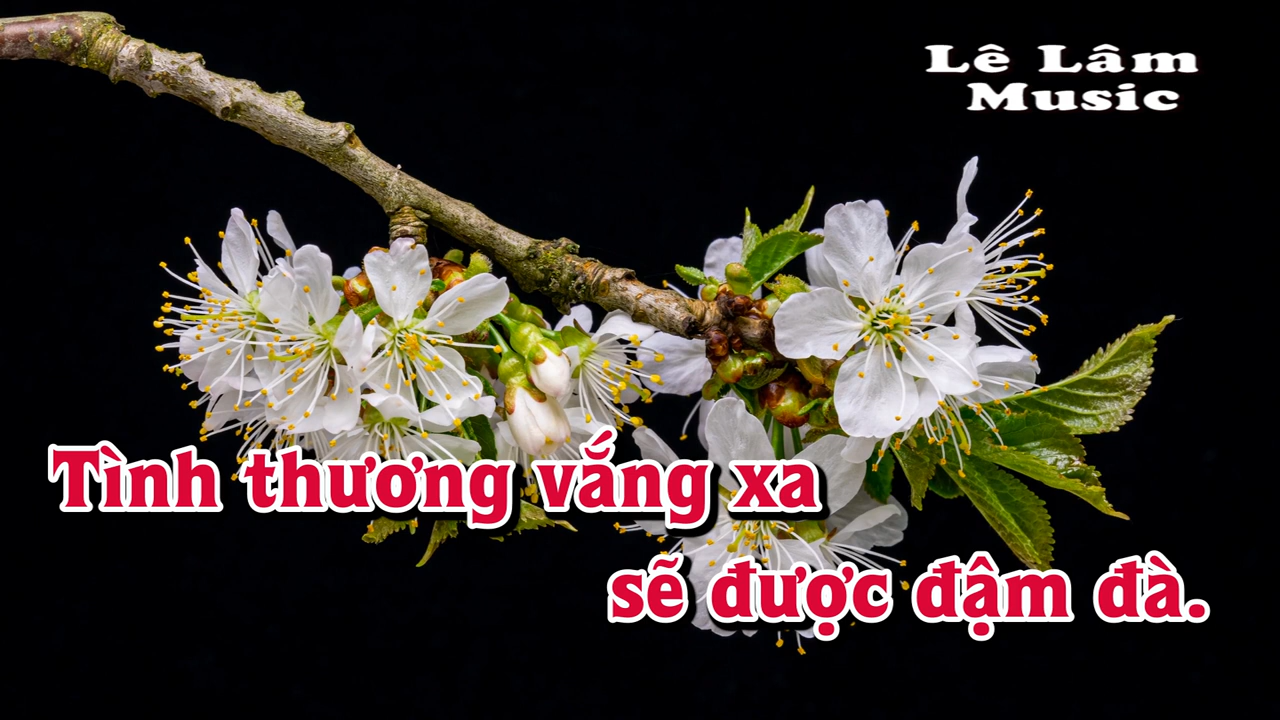 Lê Lâm
Music
Tình thương vắng xa
sẽ được đậm đà.